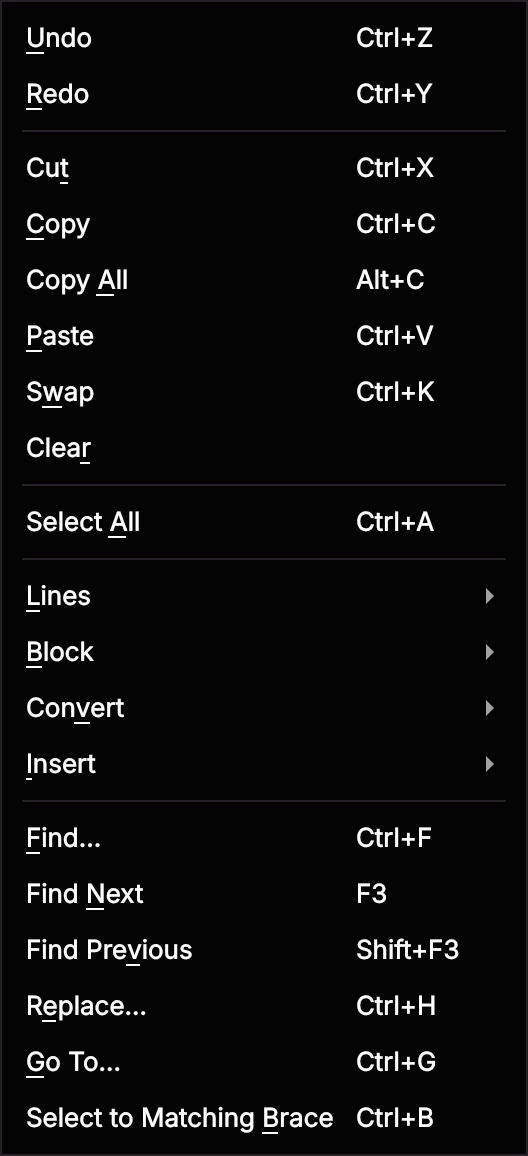 Undo Ctrl+Z
Redo Ctrl+Y
Cut Ctrl+X
Copy Ctrl+C
Copy All Alt+C
Paste Ctrl+V
Swap Ctrl+K
Clear
Select All Ctrl+A
Lines
Block
Convert
Insert
Find... Ctrl+F
Find Next F3
Find Previous Shift+F3
Replace... Ctrl+H
Go To... Ctrl+G
Select to Matching Brace Ctrl+B